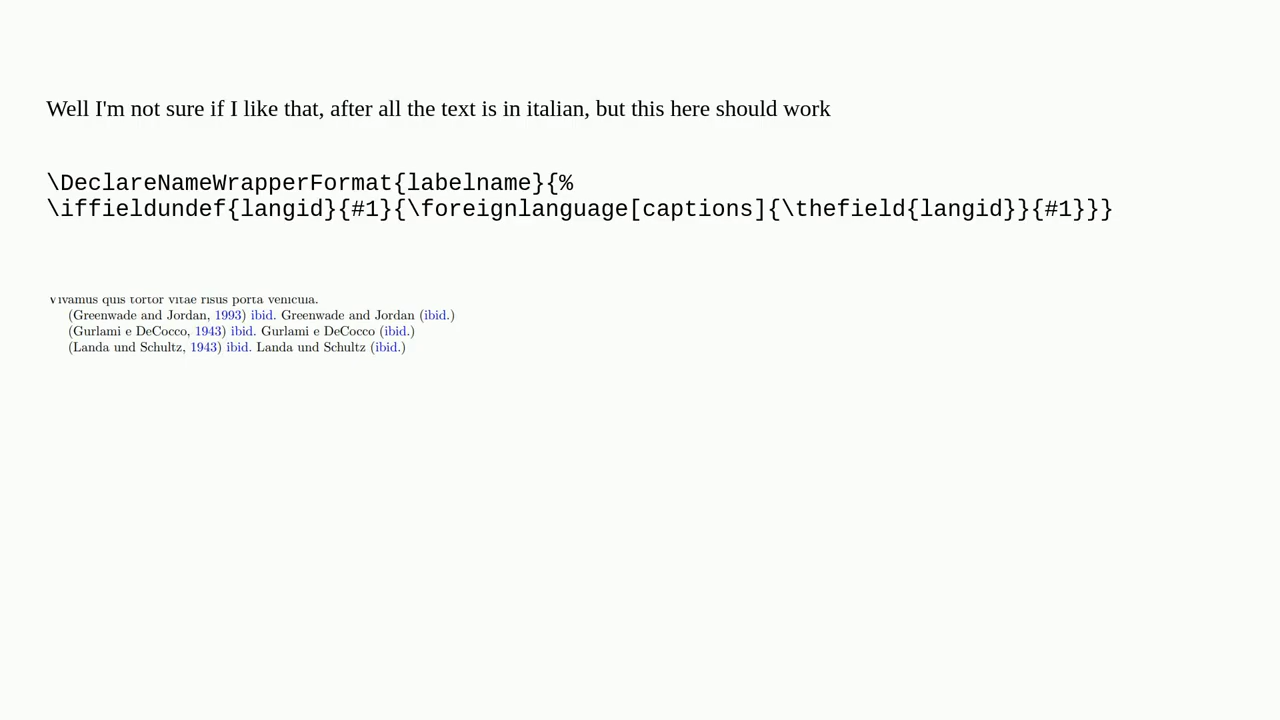 Well I'm not sure if I like that, after all the text is in italian, but this here should work
\DeclareNameWrapperFormat{labelname}{%
\iffieldundef{langid}{#1}{\foreignlanguage[captions]{\thefield{langid}}{#1}}}
Vivamus quis tortor vitae risus porta vehicula.
(Greenwade and Jordan, 1993) ibid. Greenwade and Jordan (ibid.)
(Gurlami e DeCocco, 1943) ibid. Gurlami e DeCocco (ibid.)
(Landa und Schultz, 1943) ibid. Landa und Schultz (ibid.)